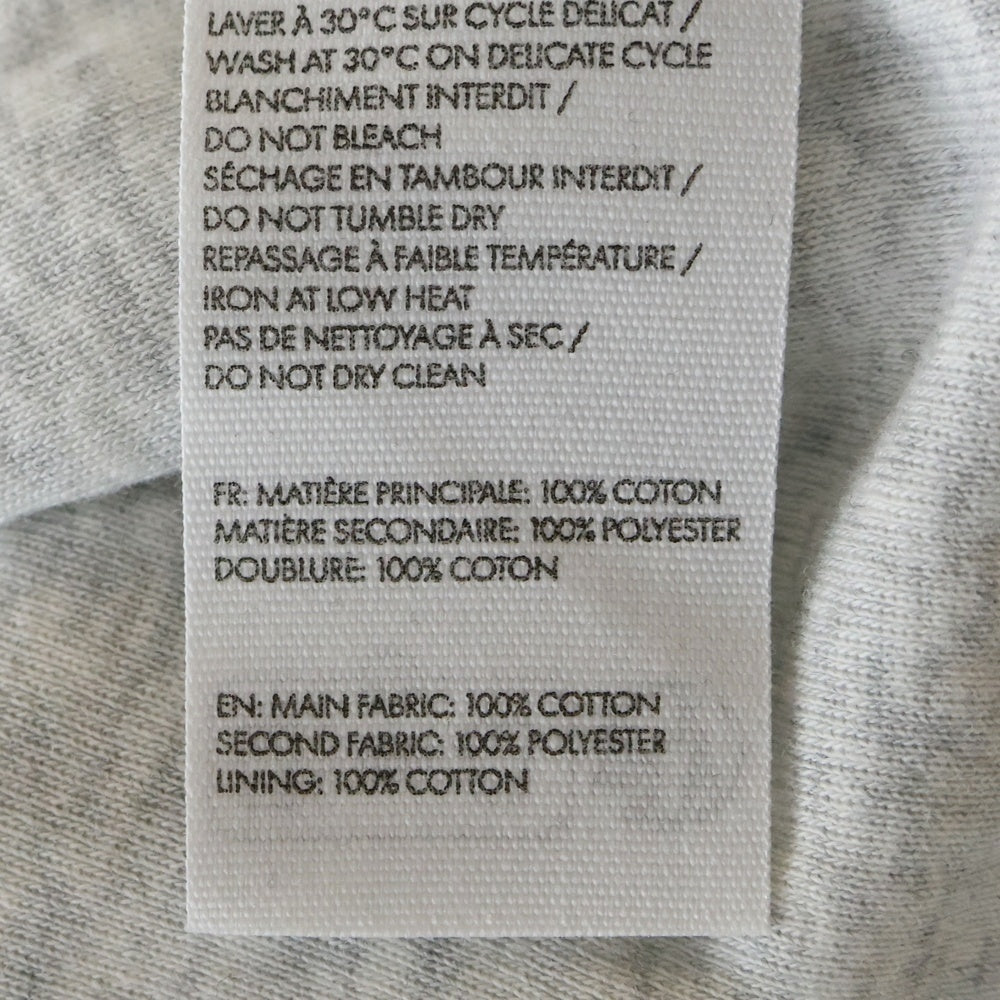 LAVER À 30°C SUR CYCLE DÉLICAT /
WASH AT 30°C ON DELICATE CYCLE
BLANCHIMENT INTERDIT /
DO NOT BLEACH
SÉCHAGE EN TAMBOUR INTERDIT /
DO NOT TUMBLE DRY
REPASSAGE À FAIBLE TEMPÉRATURE /
IRON AT LOW HEAT
PAS DE NETTOYAGE À SEC /
DO NOT DRY CLEAN
FR: MATIÈRE PRINCIPALE: 100% COTON
MATIÈRE SECONDAIRE: 100% POLYESTER
DOUBLURE: 100% COTON
EN: MAIN FABRIC: 100% COTTON
SECOND FABRIC: 100% POLYESTER
LINING: 100% COTTON